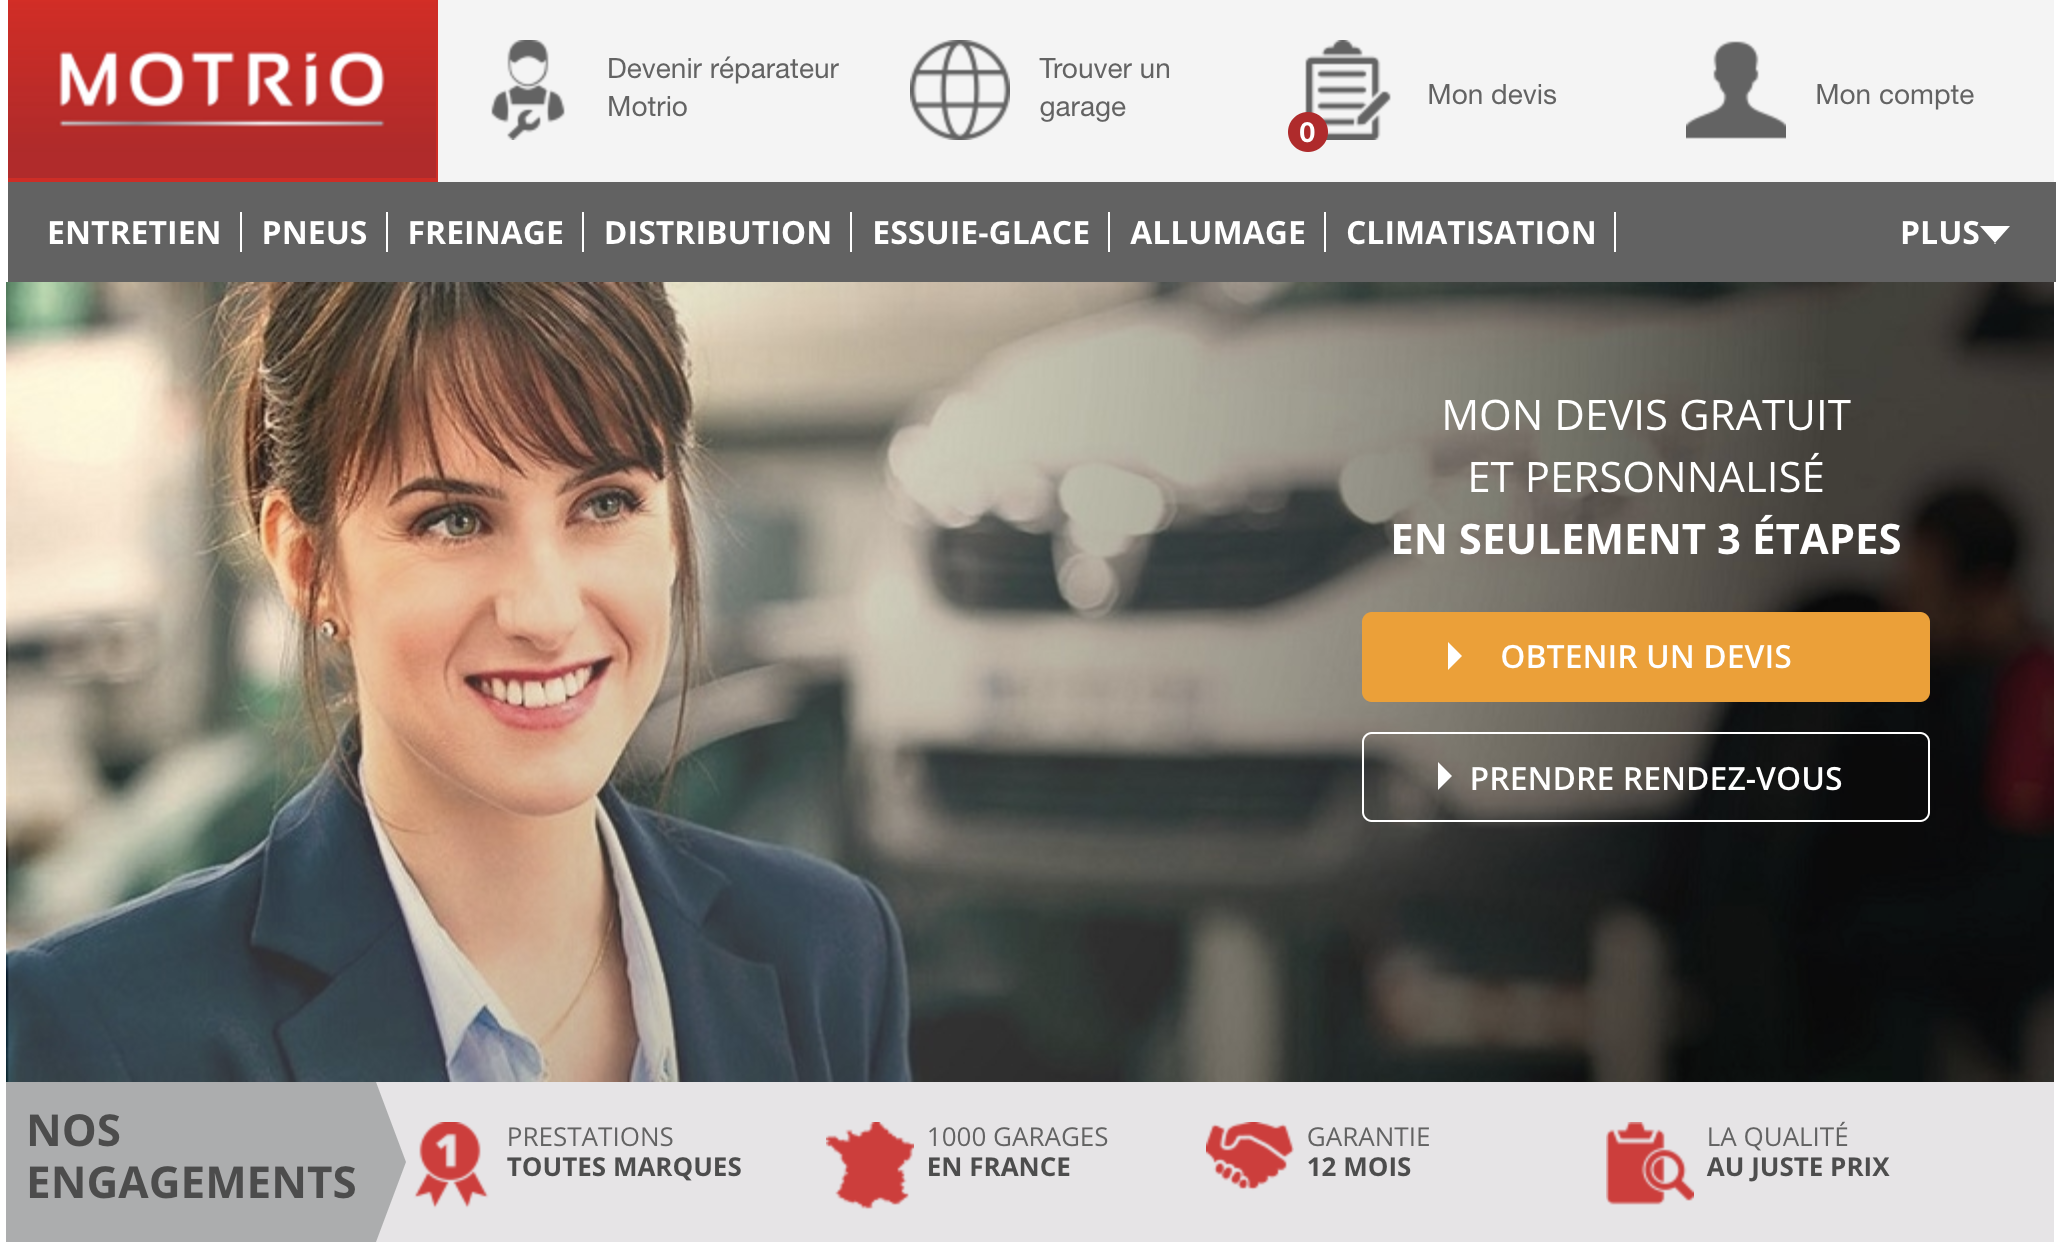 MOTRiO
Devenir réparateur
Motrio
Trouver un
garage
0
Mon devis
Mon compte
ENTRETIEN PNEUS FREINAGE DISTRIBUTION ESSUIE-GLACE ALLUMAGE CLIMATISATION PLUS
MON DEVIS GRATUIT
ET PERSONNALISÉ
EN SEULEMENT 3 ÉTAPES
OBTENIR UN DEVIS
PRENDRE RENDEZ-VOUS
NOS
ENGAGEMENTS
1
PRESTATIONS
TOUTES MARQUES
1000 GARAGES
EN FRANCE
GARANTIE
12 MOIS
LA QUALITÉ
AU JUSTE PRIX